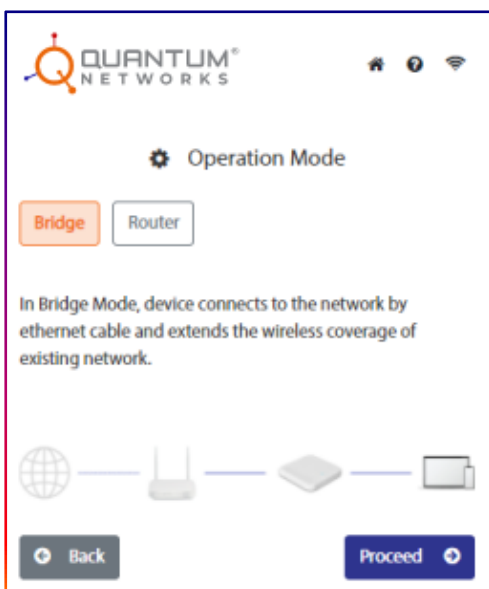 QUANTUM®
NETWORKS
Operation Mode
Bridge
Router
In Bridge Mode, device connects to the network by
ethernet cable and extends the wireless coverage of
existing network.
Back
Proceed